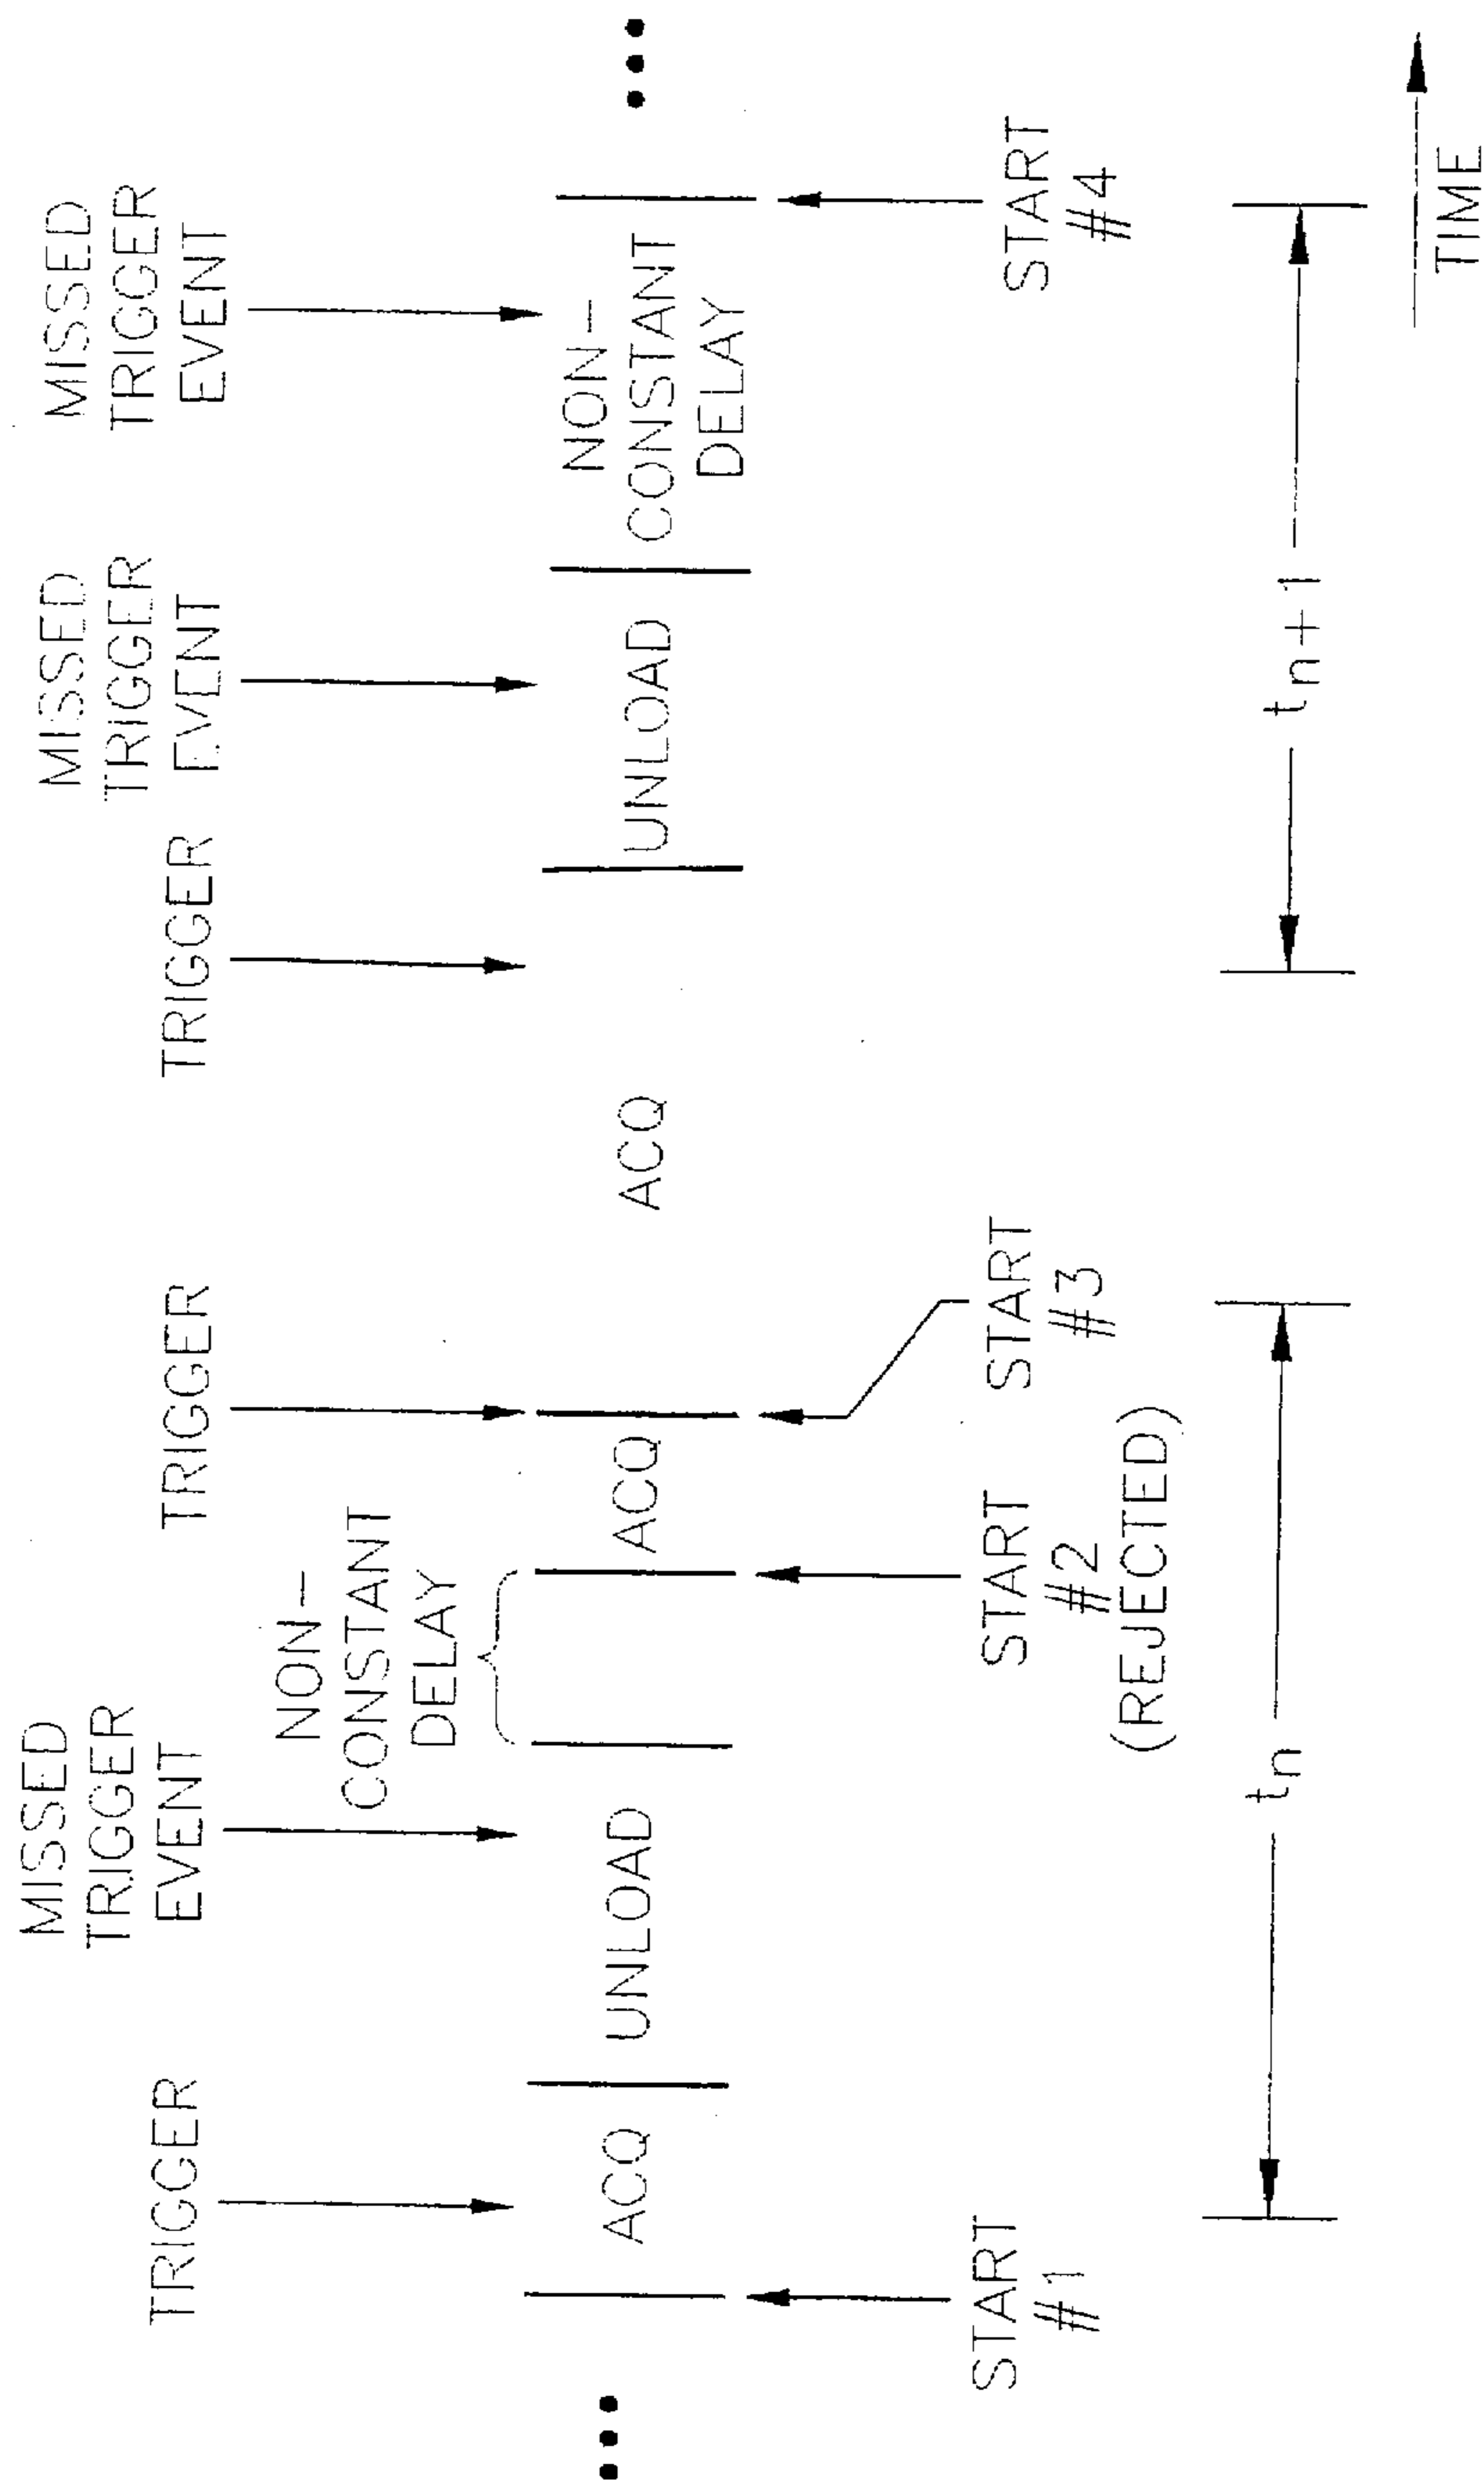 TRIGGER
MISSED
TRIGGER
EVENT
NON-
CONSTANT
DELAY
TRIGGER
TRIGGER
MISSED
TRIGGER
EVENT
MISSED
TRIGGER
EVENT
ACQ
UNLOAD
ACQ
ACQ
UNLOAD
NON-
CONSTANT
DELAY
START
#1
START
#2
(REJECTED)
START
#3
START
#4
tn
tn+1
TIME